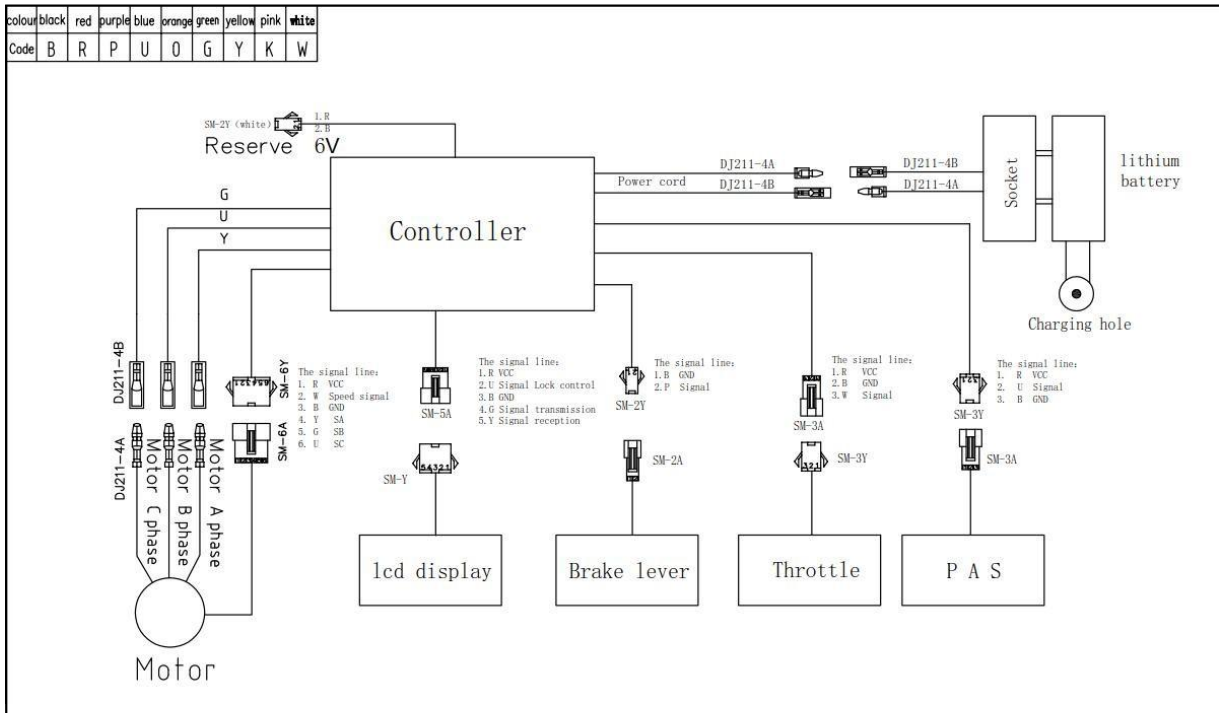 colour black red purple blue orange green yellow pink white
Code B R P U O G Y K W
SM-2Y (white)
1.R
2.B
Reserve 6V
G
U
Y
Controller
Power cord
DJ211-4A
DJ211-4B
DJ211-4B
DJ211-4A
Socket
lithium
battery
Charging hole
DJ211-4B
DJ211-4A
SM-6Y
SM-6A
The signal line:
1. R VCC
2. W Speed signal
3. B GND
4. Y SA
5. G SB
6. U SC
Motor C phase
Motor B phase
Motor A phase
Motor
SM-5A
The signal line:
1.R VCC
2.U Signal Lock control
3.B GND
4.G Signal transmission
5.Y Signal reception
SM-Y
54321
lcd display
SM-2Y
The signal line:
1.B GND
2.P Signal
SM-2A
Brake lever
The signal line:
1.R VCC
2.B GND
3.W Signal
SM-3A
SM-3Y
321
Throttle
SM-3Y
The signal line:
1. R VCC
2. U Signal
3. B GND
SM-3A
P A S